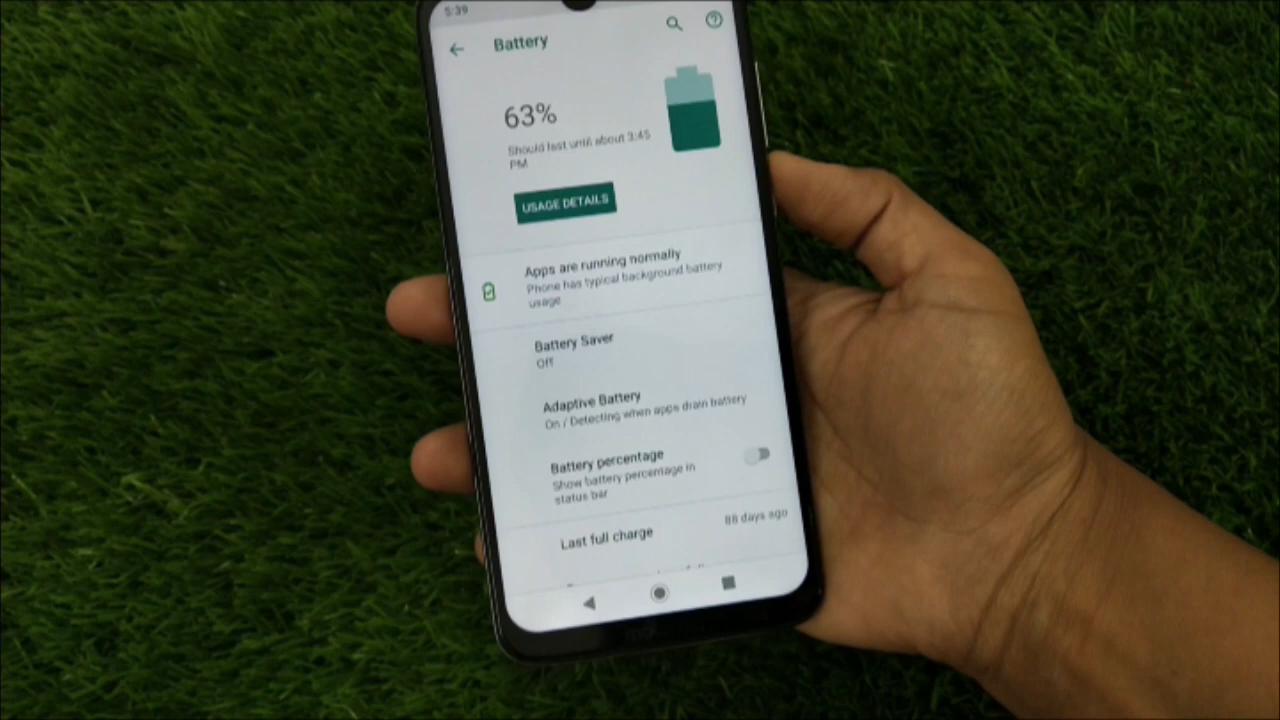 5:39
Battery
63%
Should last until about 3:45
PM
USAGE DETAILS
Apps are running normally
Phone has typical background battery
usage
Battery Saver
Off
Adaptive Battery
On / Detecting when apps drain battery
Battery percentage
Show battery percentage in
status bar
Last full charge
88 days ago